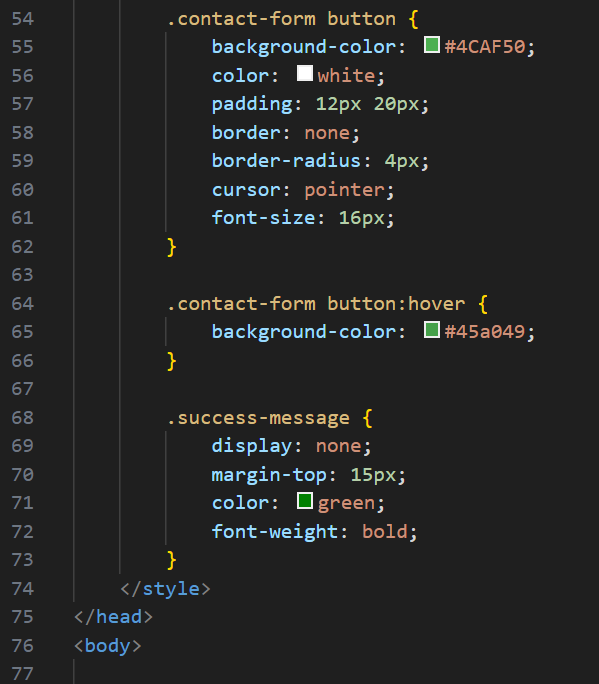 54 .contact-form button {
55 background-color: #4CAF50;
56 color: white;
57 padding: 12px 20px;
58 border: none;
59 border-radius: 4px;
60 cursor: pointer;
61 font-size: 16px;
62 }
63
64 .contact-form button:hover {
65 background-color: #45a049;
66 }
67
68 .success-message {
69 display: none;
70 margin-top: 15px;
71 color: green;
72 font-weight: bold;
73 }
74 </style>
75 </head>
76 <body>
77